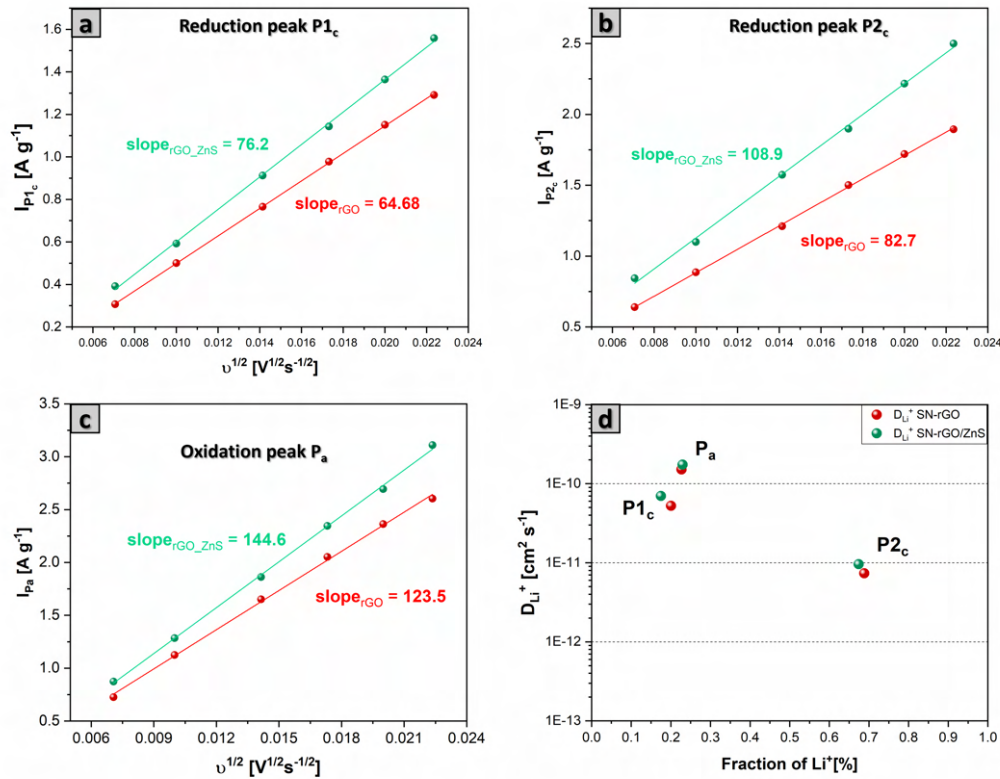 a
Reduction peak P1c
1.6
1.4
1.2
1.0
0.8
0.6
0.4
0.2
IP1c [A g-1]
sloperGO_ZnS = 76.2
sloperGO = 64.68
0.006 0.008 0.010 0.012 0.014 0.016 0.018 0.020 0.022 0.024
υ1/2 [V1/2s-1/2]
b
Reduction peak P2c
2.5
2.0
1.5
1.0
0.5
IP2c [A g-1]
sloperGO_ZnS = 108.9
sloperGO = 82.7
0.006 0.008 0.010 0.012 0.014 0.016 0.018 0.020 0.022 0.024
c
Oxidation peak Pa
3.5
3.0
2.5
2.0
1.5
1.0
0.5
IPa [A g-1]
sloperGO_ZnS = 144.6
sloperGO = 123.5
0.006 0.009 0.012 0.015 0.018 0.021 0.024
υ1/2 [V1/2s-1/2]
d
DLi+ SN-rGO
DLi+ SN-rGO/ZnS
1E-9
1E-10
1E-11
1E-12
1E-13
DLi+ [cm2 s-1]
Pa
P1c
P2c
0.0 0.1 0.2 0.3 0.4 0.5 0.6 0.7 0.8 0.9 1.0
Fraction of Li+[%]